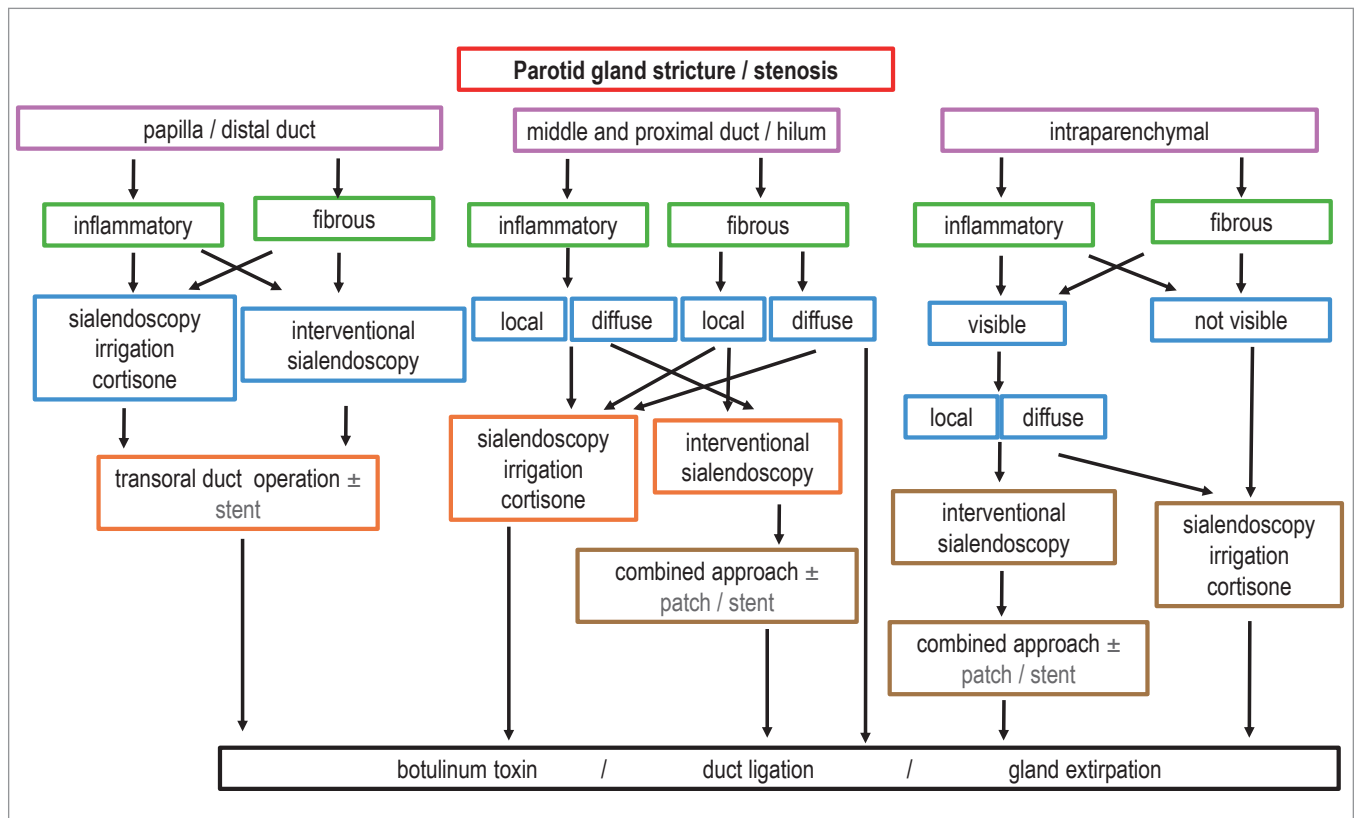 Parotid gland stricture / stenosis
papilla / distal duct
middle and proximal duct / hilum
intraparenchymal
inflammatory
fibrous
inflammatory
fibrous
inflammatory
fibrous
sialendoscopy
irrigation
cortisone
interventional
sialendoscopy
local
diffuse
local
diffuse
visible
not visible
local
diffuse
transoral duct operation ±
stent
sialendoscopy
irrigation
cortisone
interventional
sialendoscopy
interventional
sialendoscopy
sialendoscopy
irrigation
cortisone
combined approach ±
patch / stent
combined approach ±
patch / stent
botulinum toxin / duct ligation / gland extirpation